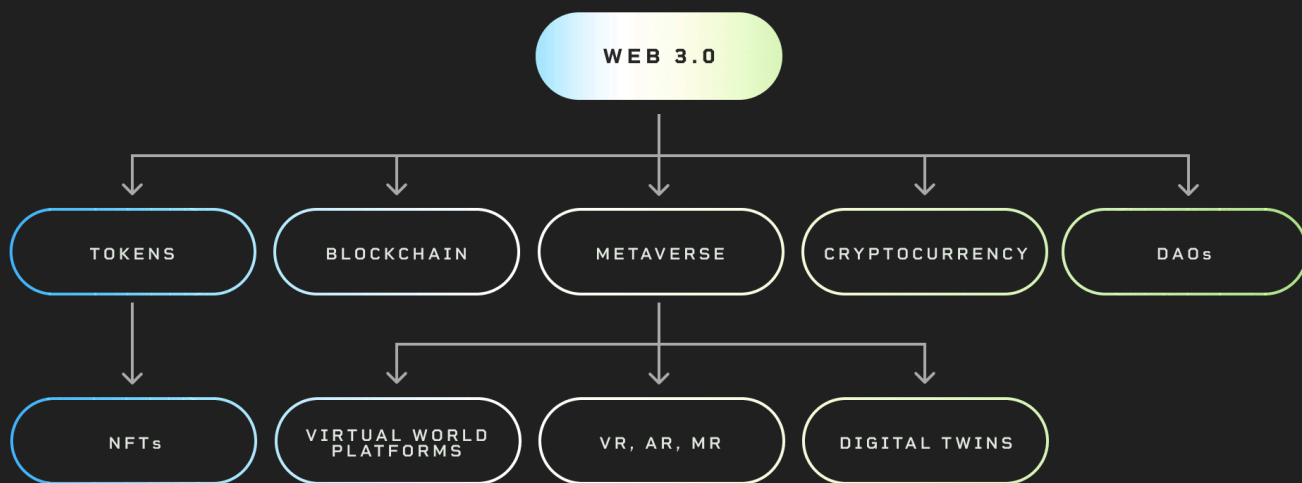 WEB 3.0
TOKENS
BLOCKCHAIN
METAVERSE
CRYPTOCURRENCY
DAOs
NFTs
VIRTUAL WORLD
PLATFORMS
VR, AR, MR
DIGITAL TWINS